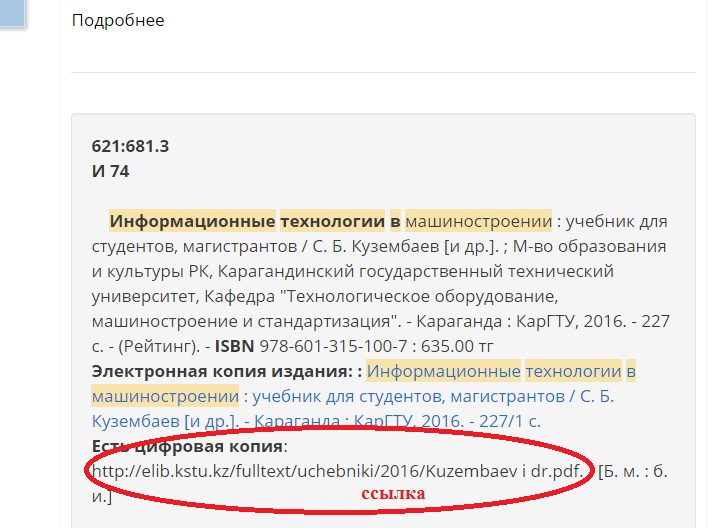 Подробнее
621:681.3
И 74
Информационные технологии в машиностроении : учебник для
студентов, магистрантов / С. Б. Кузембаев [и др.]. ; М-во образования
и культуры РК, Карагандинский государственный технический
университет, Кафедра "Технологическое оборудование,
машиностроение и стандартизация". - Караганда : КарГТУ, 2016. - 227
с. - (Рейтинг). - ISBN 978-601-315-100-7 : 635.00 тг
Электронная копия издания: : Информационные технологии в
машиностроении : учебник для студентов, магистрантов / С. Б.
Кузембаев [и др.]. - Караганда : КарГТУ, 2016. - 227/1 с.
Есть цифровая копия:
http://elib.kstu.kz/fulltext/uchebniki/2016/Kuzembaev i dr.pdf. [Б. м. : б.
и.]
ссылка